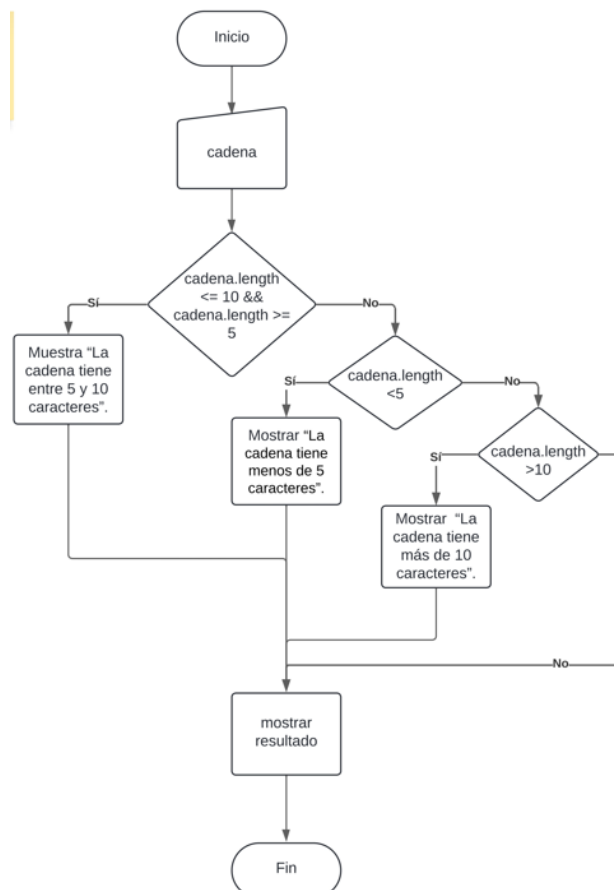 Inicio
cadena
cadena.length
<= 10 &&
cadena.length >=
5
Sí
No
Muestra “La
cadena tiene
entre 5 y 10
caracteres”.
cadena.length
<5
Sí
No
Mostrar “La
cadena tiene
menos de 5
caracteres”.
cadena.length
>10
Sí
Mostrar “La
cadena tiene
más de 10
caracteres”.
No
mostrar
resultado
Fin